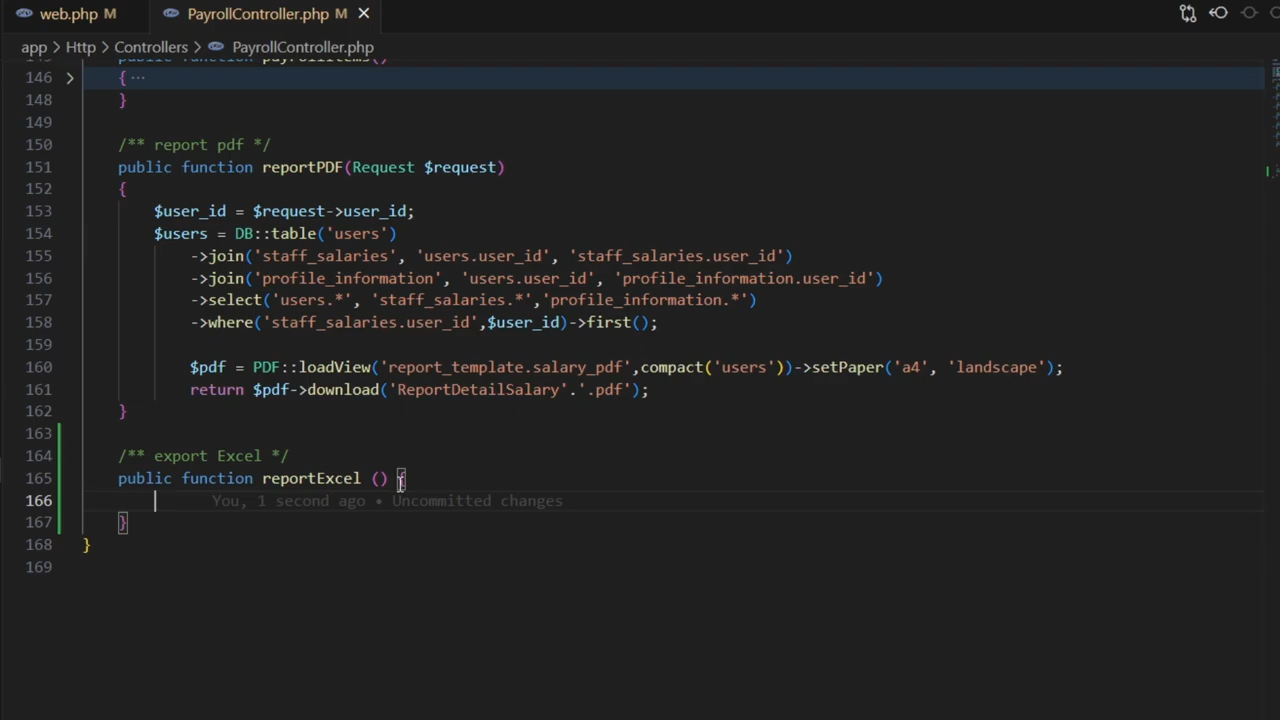 web.php M PayrollController.php M
app > Http > Controllers > PayrollController.php
145 public function payrollItems()
146 { ···
148 }
149
150 /** report pdf */
151 public function reportPDF(Request $request)
152 {
153 $user_id = $request->user_id;
154 $users = DB::table('users')
155 ->join('staff_salaries', 'users.user_id', 'staff_salaries.user_id')
156 ->join('profile_information', 'users.user_id', 'profile_information.user_id')
157 ->select('users.*', 'staff_salaries.*','profile_information.*')
158 ->where('staff_salaries.user_id',$user_id)->first();
159
160 $pdf = PDF::loadView('report_template.salary_pdf',compact('users'))->setPaper('a4', 'landscape');
161 return $pdf->download('ReportDetailSalary'.'.pdf');
162 }
163
164 /** export Excel */
165 public function reportExcel () {
166 You, 1 second ago • Uncommitted changes
167 }
168 }
169